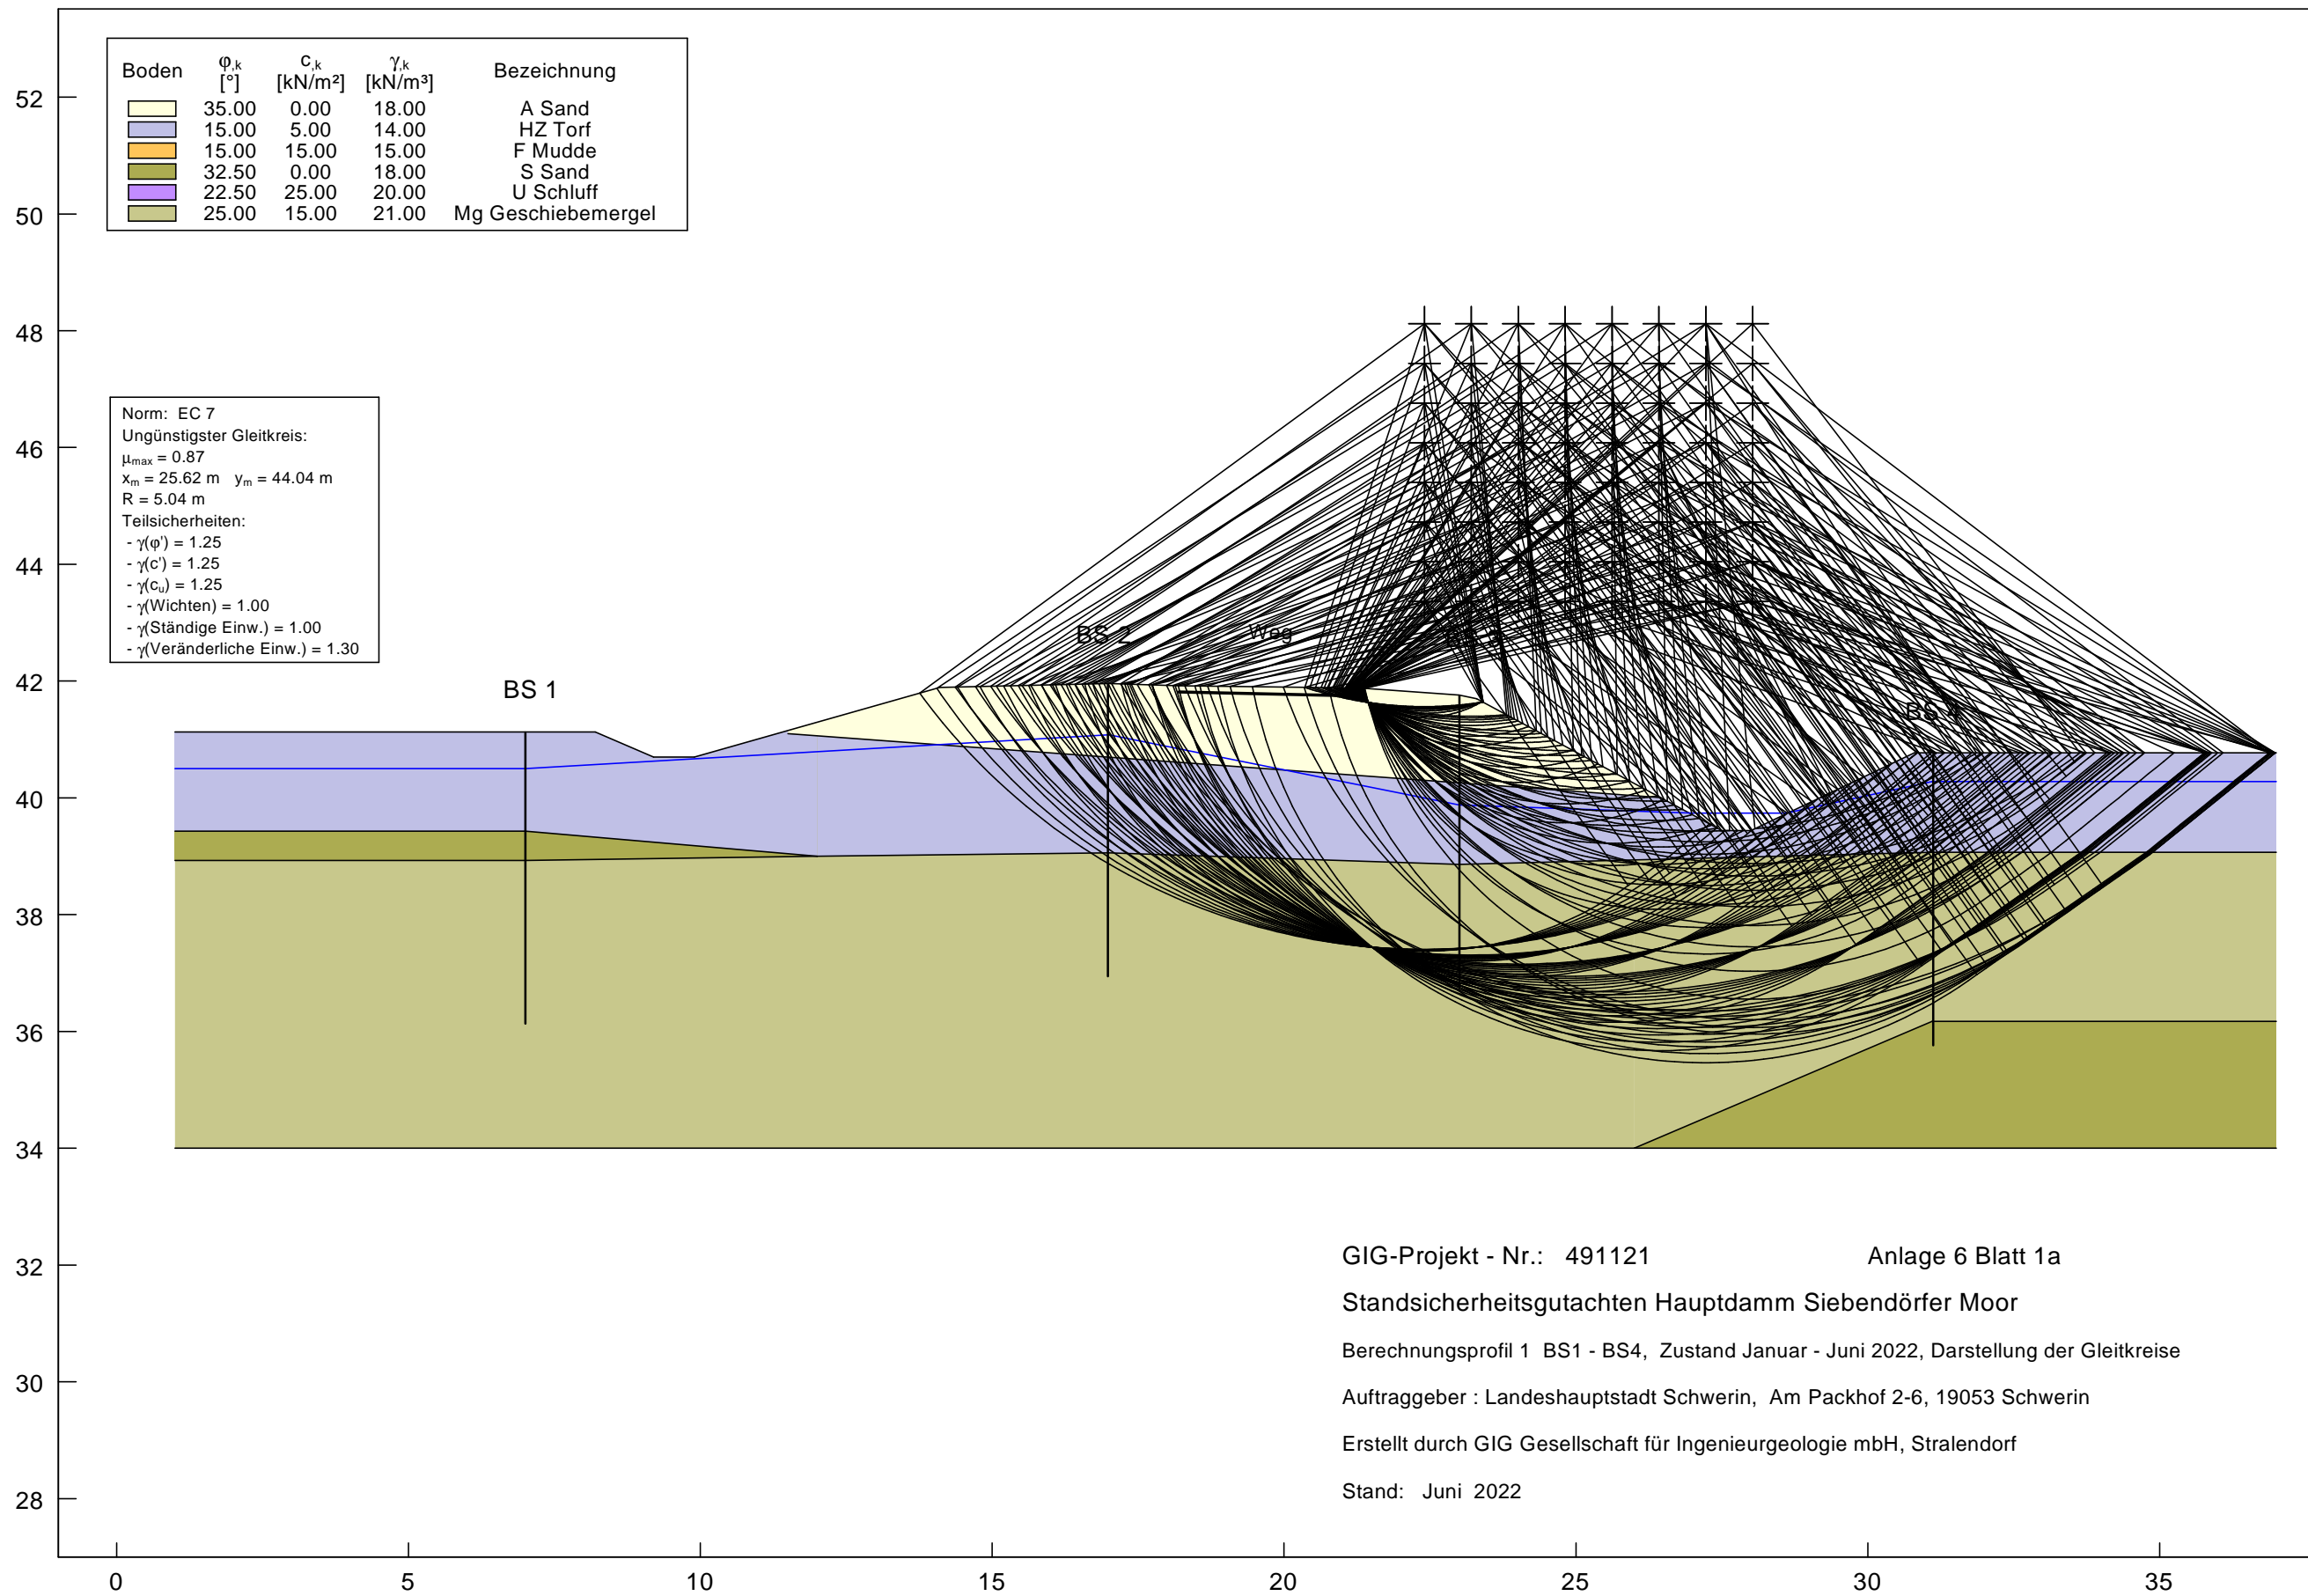 Boden φ,k c,k γ,k Bezeichnung
[°] [kN/m²] [kN/m³]
35.00 0.00 18.00 A Sand
15.00 5.00 14.00 HZ Torf
15.00 15.00 15.00 F Mudde
32.50 0.00 18.00 S Sand
22.50 25.00 20.00 U Schluff
25.00 15.00 21.00 Mg Geschiebemergel
Norm: EC 7
Ungünstigster Gleitkreis:
μmax = 0.87
xm = 25.62 m ym = 44.04 m
R = 5.04 m
Teilsicherheiten:
- γ(φ') = 1.25
- γ(c') = 1.25
- γ(cu) = 1.25
- γ(Wichten) = 1.00
- γ(Ständige Einw.) = 1.00
- γ(Veränderliche Einw.) = 1.30
BS 1
BS 2
Weg
BS 4
52
50
48
46
44
42
40
38
36
34
32
30
28
0 5 10 15 20 25 30 35
GIG-Projekt - Nr.: 491121 Anlage 6 Blatt 1a
Standsicherheitsgutachten Hauptdamm Siebendörfer Moor
Berechnungsprofil 1 BS1 - BS4, Zustand Januar - Juni 2022, Darstellung der Gleitkreise
Auftraggeber : Landeshauptstadt Schwerin, Am Packhof 2-6, 19053 Schwerin
Erstellt durch GIG Gesellschaft für Ingenieurgeologie mbH, Stralendorf
Stand: Juni 2022